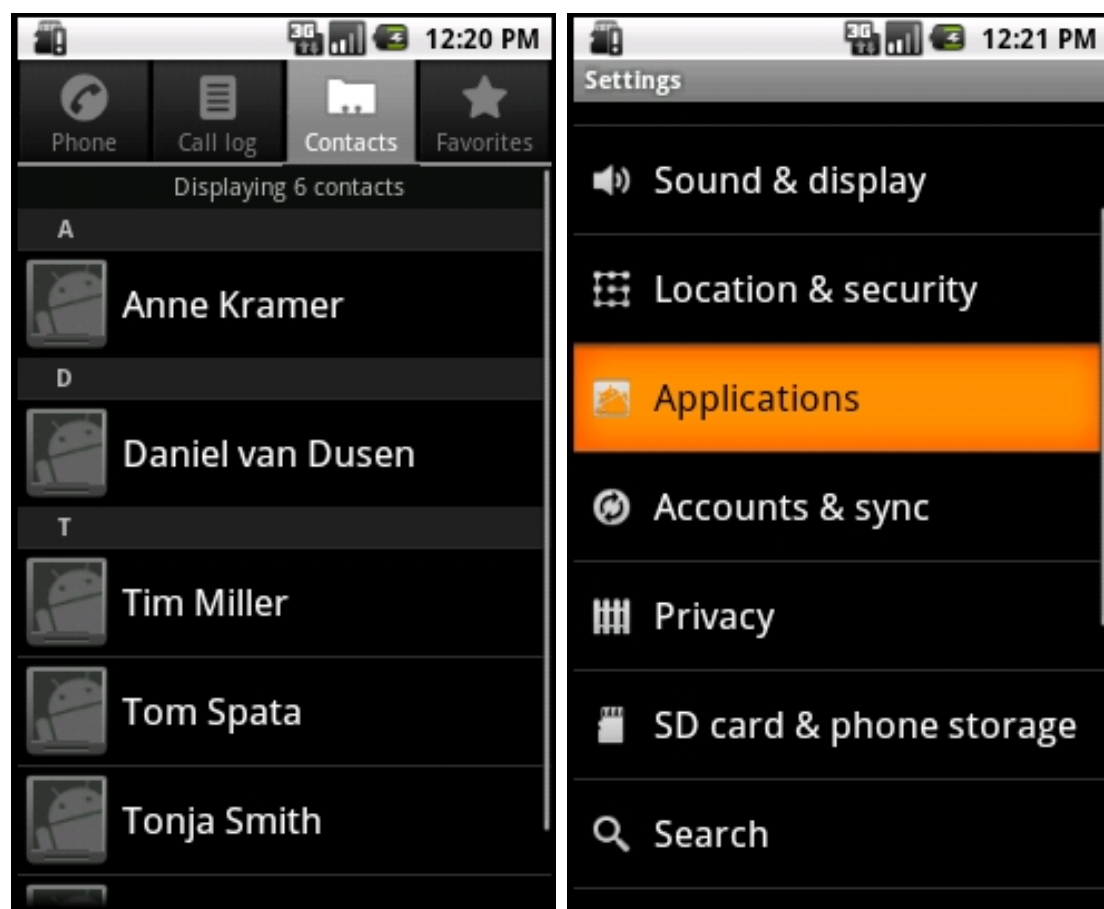 3G 12:20 PM
Phone Call log Contacts Favorites
Displaying 6 contacts
A
Anne Kramer
D
Daniel van Dusen
T
Tim Miller
Tom Spata
Tonja Smith
3G 12:21 PM
Settings
Sound & display
Location & security
Applications
Accounts & sync
Privacy
SD card & phone storage
Search